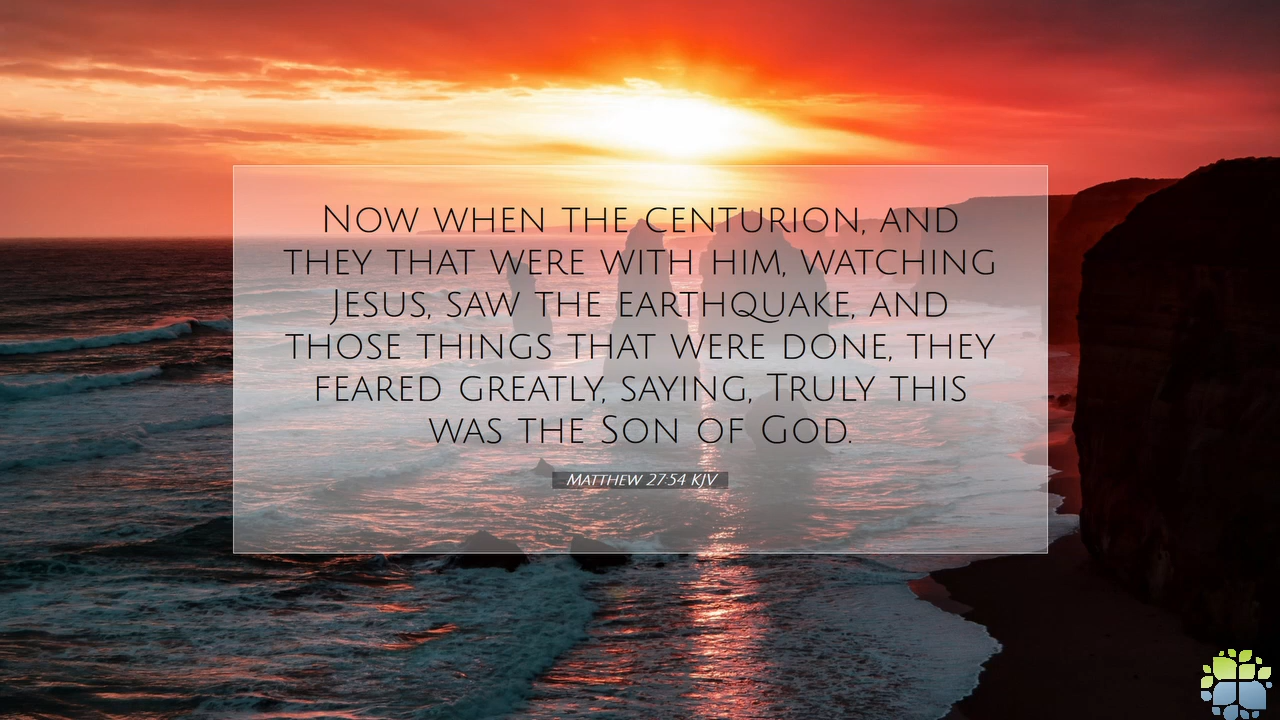 Now when the centurion, and
they that were with him, watching
Jesus, saw the earthquake, and
those things that were done, they
feared greatly, saying, Truly this
was the Son of God.
Matthew 27:54 KJV